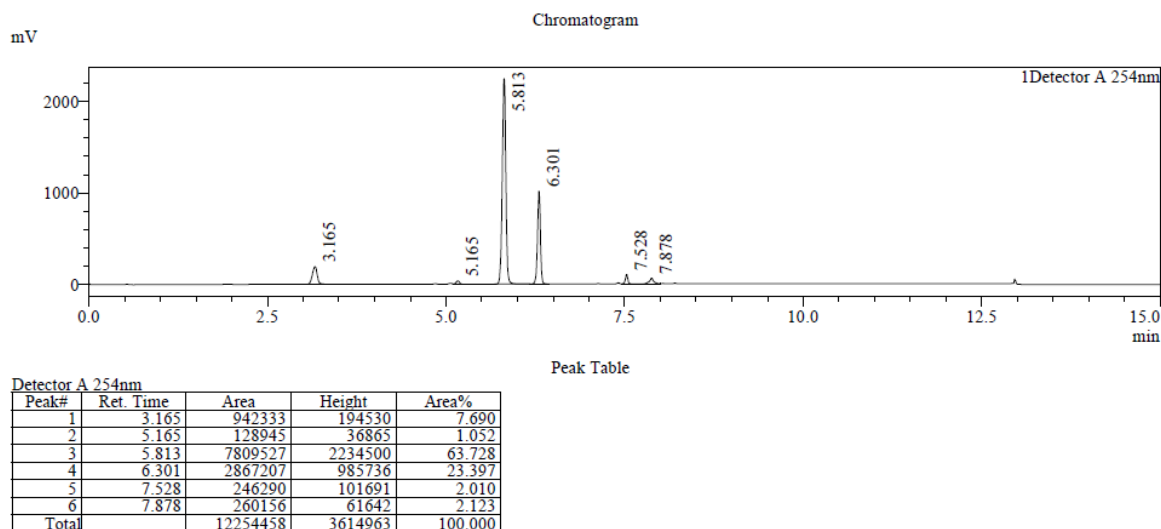 Chromatogram
mV
1Detector A 254nm
2000
1000
0
3.165
5.165
5.813
6.301
7.528
7.878
0.0 2.5 5.0 7.5 10.0 12.5 15.0
min
Peak Table
Detector A 254nm
Peak# Ret. Time Area Height Area%
1 3.165 942333 194530 7.690
2 5.165 128945 36865 1.052
3 5.813 7809527 2234500 63.728
4 6.301 2867207 985736 23.397
5 7.528 246290 101691 2.010
6 7.878 260156 61642 2.123
Total 12254458 3614963 100.000